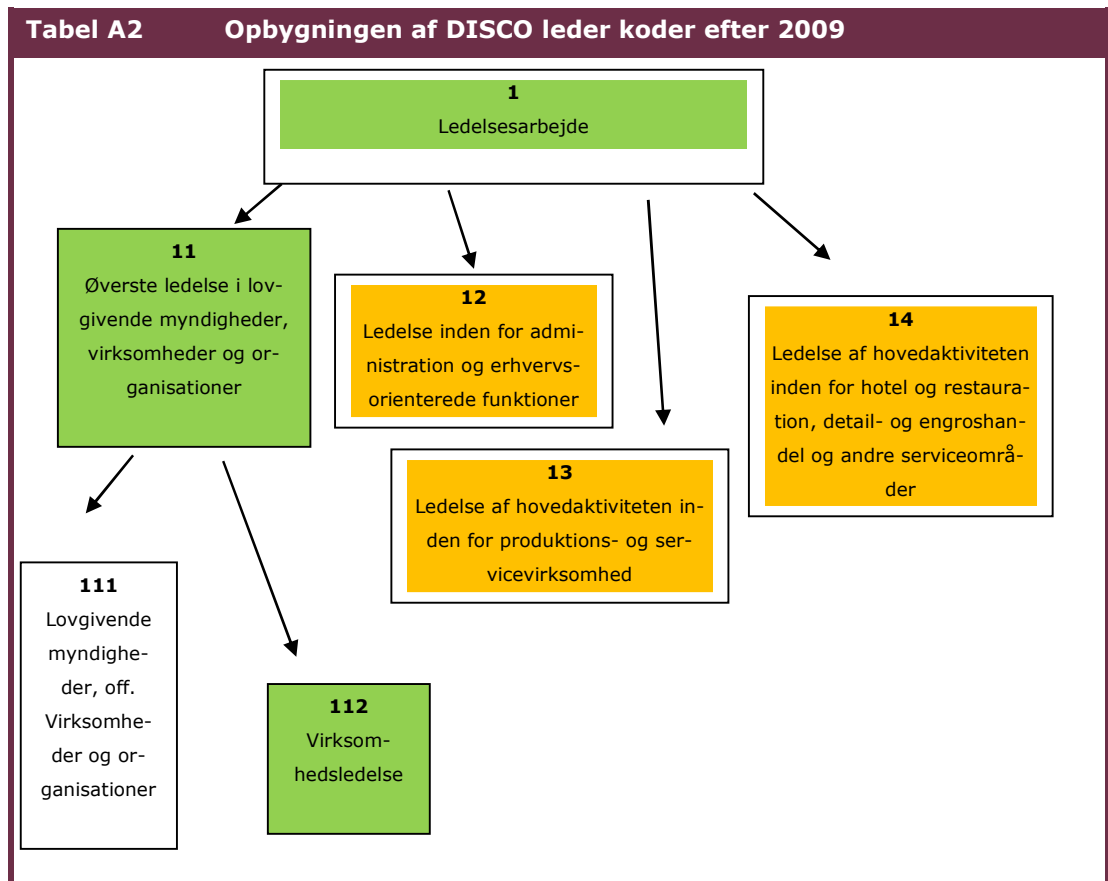 Tabel A2 Opbygningen af DISCO leder koder efter 2009
1
Ledelsesarbejde
11
Øverste ledelse i lov-
givende myndigheder,
virksomheder og or-
ganisationer
12
Ledelse inden for admi-
nistration og erhvervs-
orienterede funktioner
14
Ledelse af hovedaktiviteten
inden for hotel og restaura-
tion, detail- og engroshan-
del og andre serviceområ-
der
13
Ledelse af hovedaktiviteten in-
den for produktions- og ser-
vicevirksomhed
111
Lovgivende
myndighe-
der, off.
Virksomhe-
der og or-
ganisationer
112
Virksom-
hedsledelse